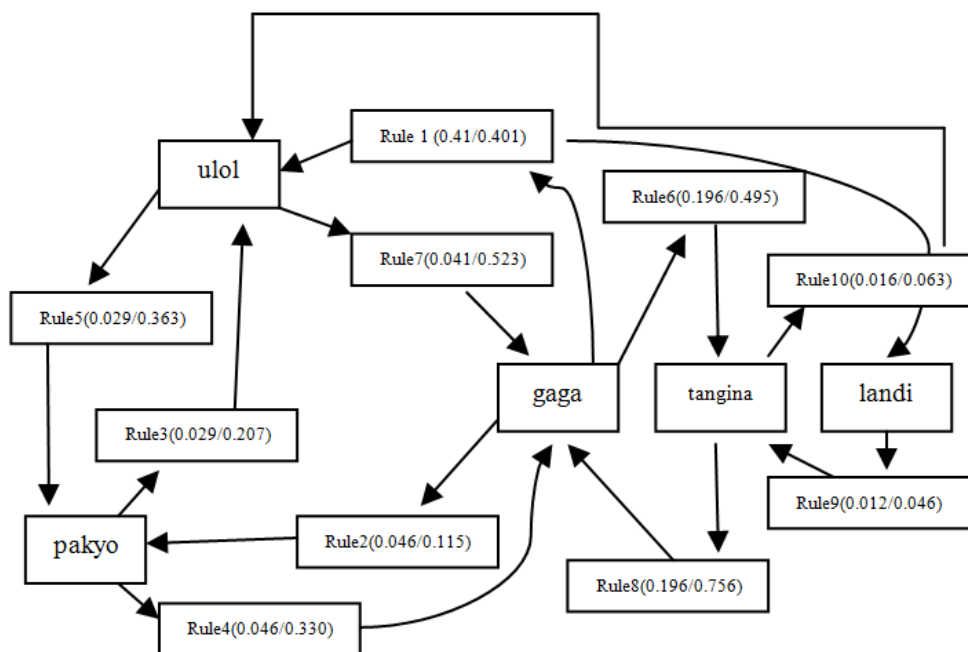 Rule 1 (0.41/0.401)
ulol
Rule6(0.196/0.495)
Rule7(0.041/0.523)
Rule10(0.016/0.063)
Rule5(0.029/0.363)
gaga
tangina
landi
Rule3(0.029/0.207)
Rule9(0.012/0.046)
pakyo
Rule2(0.046/0.115)
Rule8(0.196/0.756)
Rule4(0.046/0.330)